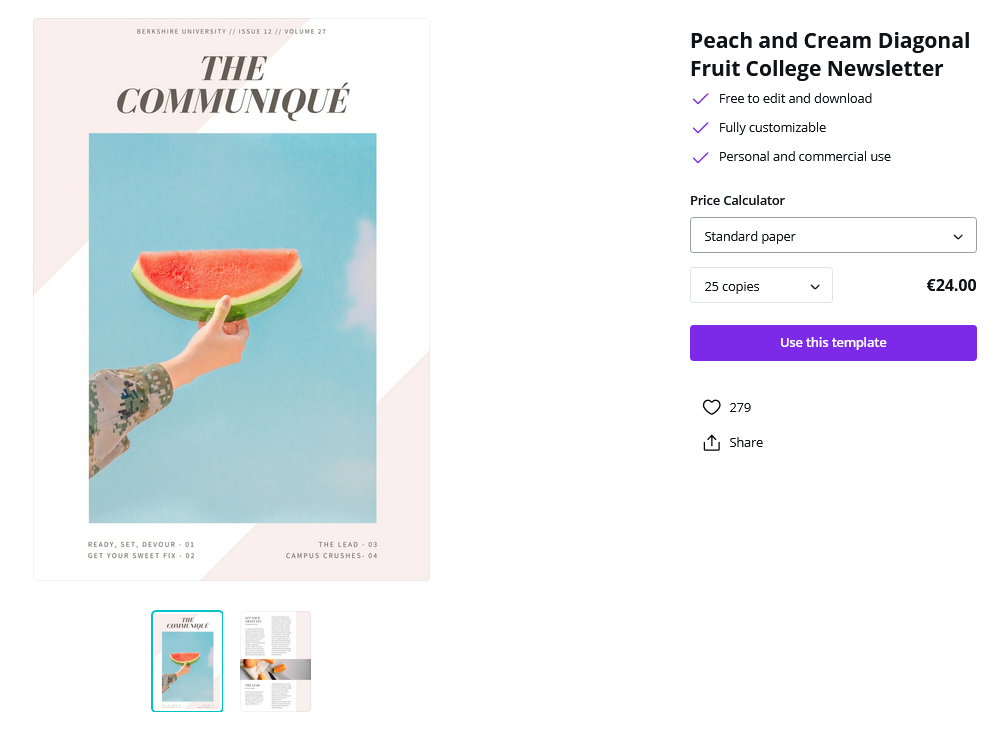 BERKSHIRE UNIVERSITY // ISSUE 12 // VOLUME 27
THE
COMMUNIQUÉ
READY, SET, DEVOUR - 01
GET YOUR SWEET FIX - 02
THE LEAD - 03
CAMPUS CRUSHES- 04
THE
COMMUNIQUÉ
Peach and Cream Diagonal
Fruit College Newsletter
Free to edit and download
Fully customizable
Personal and commercial use
Price Calculator
Standard paper
25 copies
€24.00
Use this template
279
Share